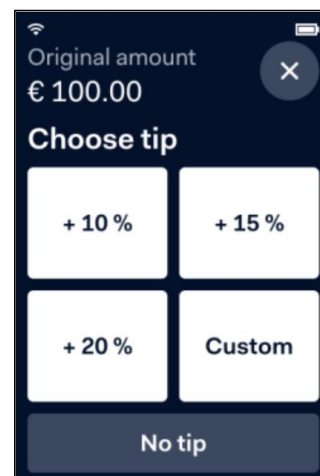 Original amount
€ 100.00
Choose tip
+ 10 %
+ 15 %
+ 20 %
Custom
No tip